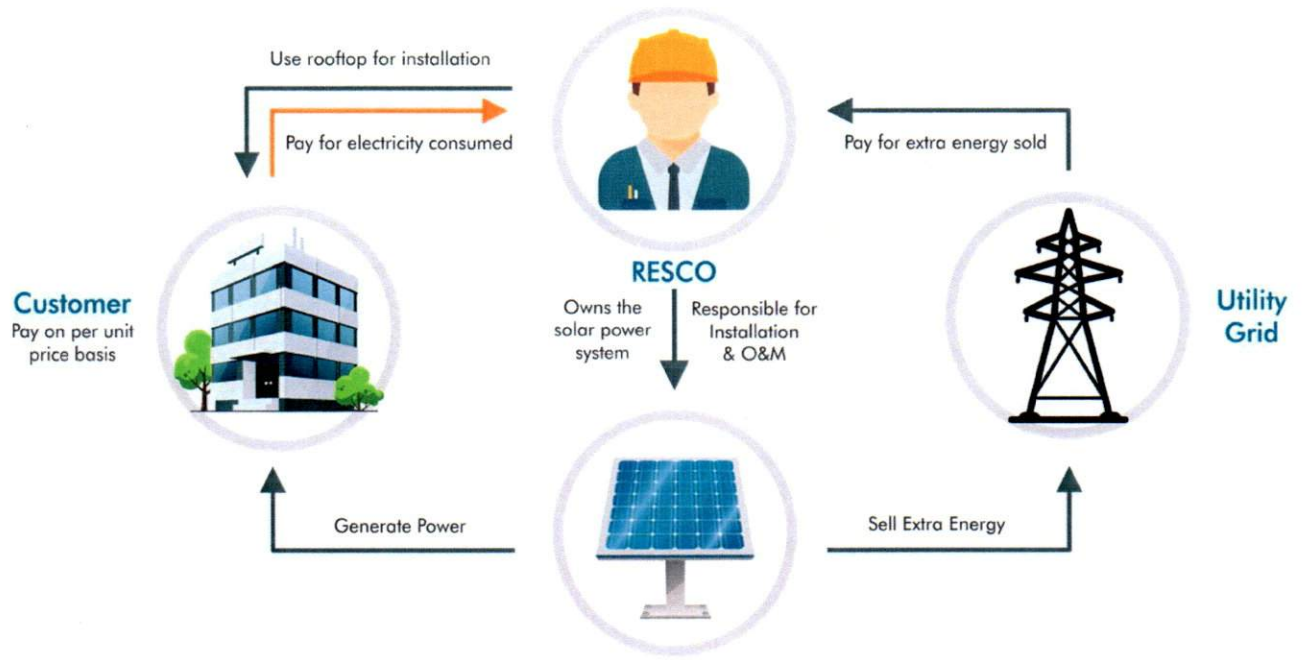 Use rooftop for installation
Pay for electricity consumed
Pay for extra energy sold
RESCO
Owns the
solar power
system
Responsible for
Installation
& O&M
Customer
Pay on per unit
price basis
Utility
Grid
Generate Power
Sell Extra Energy